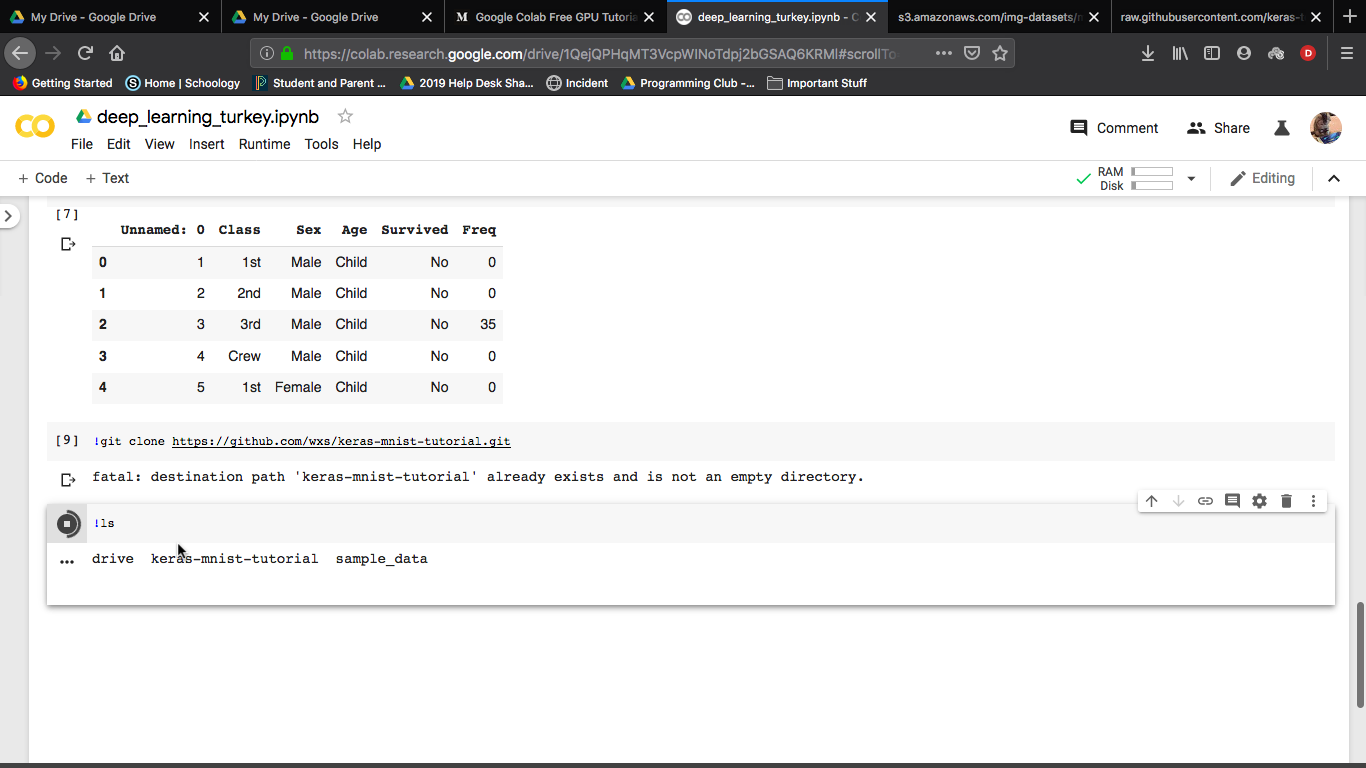 My Drive - Google Drive
My Drive - Google Drive
M Google Colab Free GPU Tutoria
deep_learning_turkey.ipynb - C
s3.amazonaws.com/img-datasets/
raw.githubusercontent.com/keras-
https://colab.research.google.com/drive/1QejQPHqMT3VcpWlNoTdpj2bGSAQ6KRMl#scrollTo
D
Getting Started
S Home | Schoology
P Student and Parent ...
2019 Help Desk Sha...
Incident
Programming Club -...
Important Stuff
deep_learning_turkey.ipynb
File Edit View Insert Runtime Tools Help
Comment
Share
+ Code + Text
RAM
Disk
Editing
[7]
Unnamed: 0 Class Sex Age Survived Freq
0 1 1st Male Child No 0
1 2 2nd Male Child No 0
2 3 3rd Male Child No 35
3 4 Crew Male Child No 0
4 5 1st Female Child No 0
[9] !git clone https://github.com/wxs/keras-mnist-tutorial.git
fatal: destination path 'keras-mnist-tutorial' already exists and is not an empty directory.
!ls
drive keras-mnist-tutorial sample_data